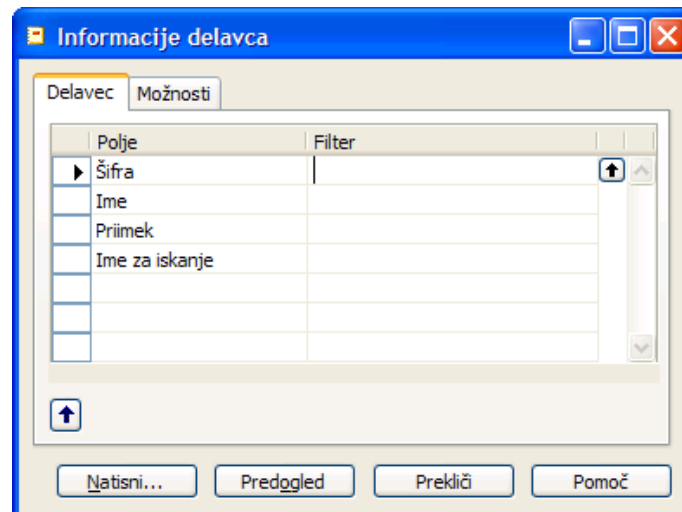 Informacije delavca
Delavec Možnosti
Polje Filter
Šifra
Ime
Priimek
Ime za iskanje
Natisni... Predogled Prekliči Pomoč